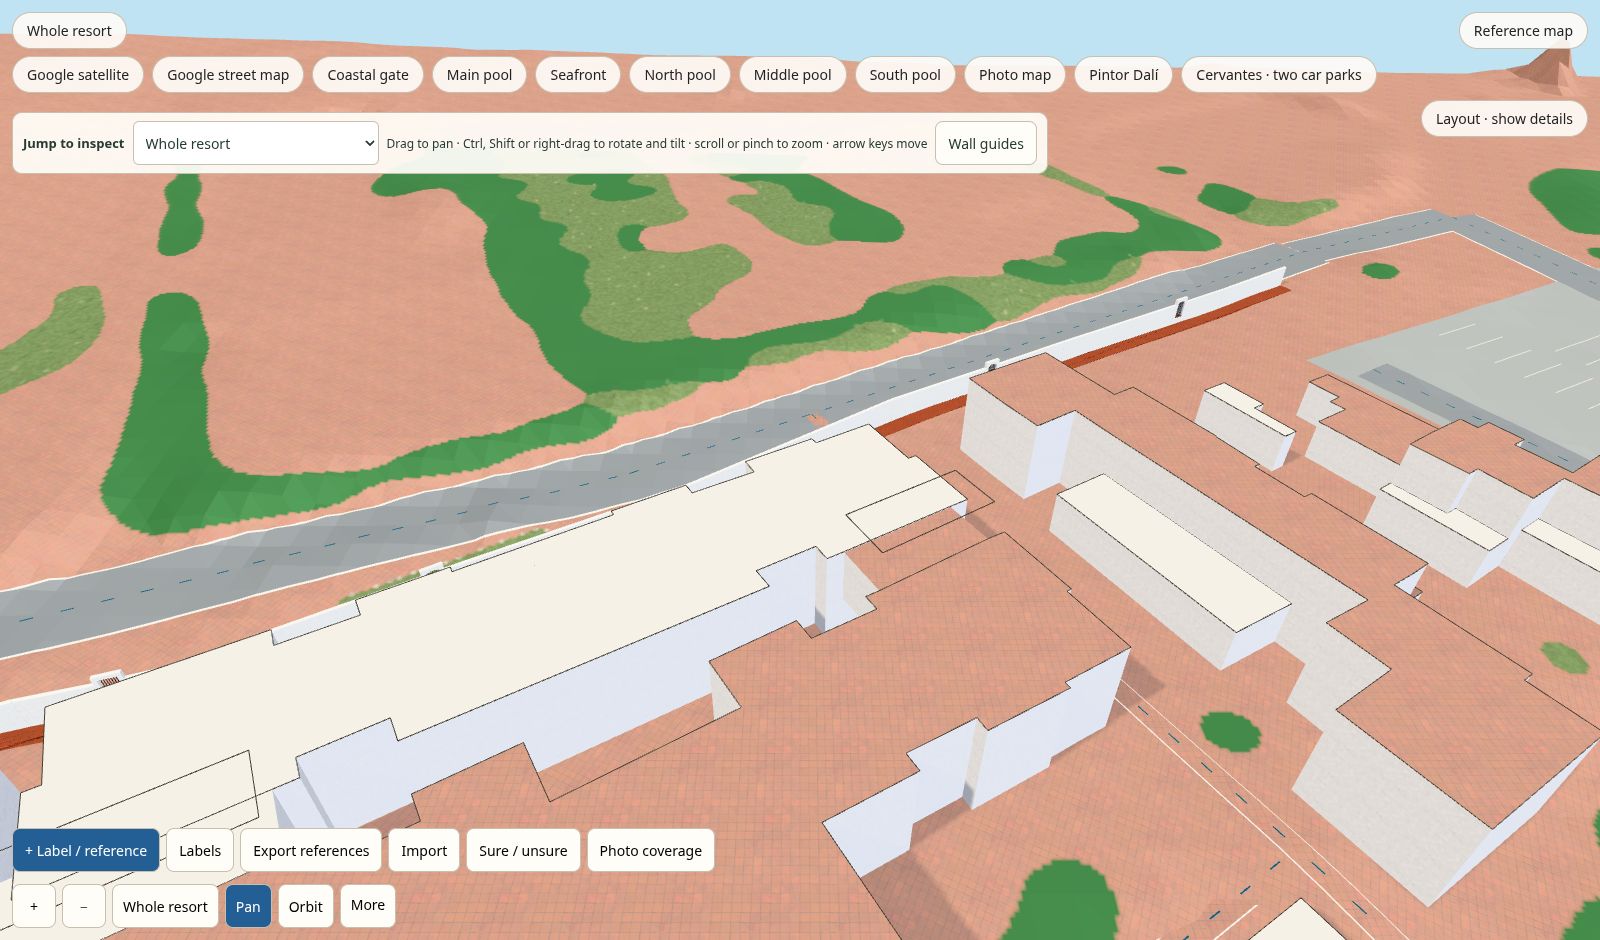 Whole resort
Reference map
Google satellite
Google street map
Coastal gate
Main pool
Seafront
North pool
Middle pool
South pool
Photo map
Pintor Dalí
Cervantes · two car parks
Layout · show details
Jump to inspect
Whole resort
Drag to pan · Ctrl, Shift or right-drag to rotate and tilt · scroll or pinch to zoom · arrow keys move
Wall guides
+ Label / reference
Labels
Export references
Import
Sure / unsure
Photo coverage
+
−
Whole resort
Pan
Orbit
More